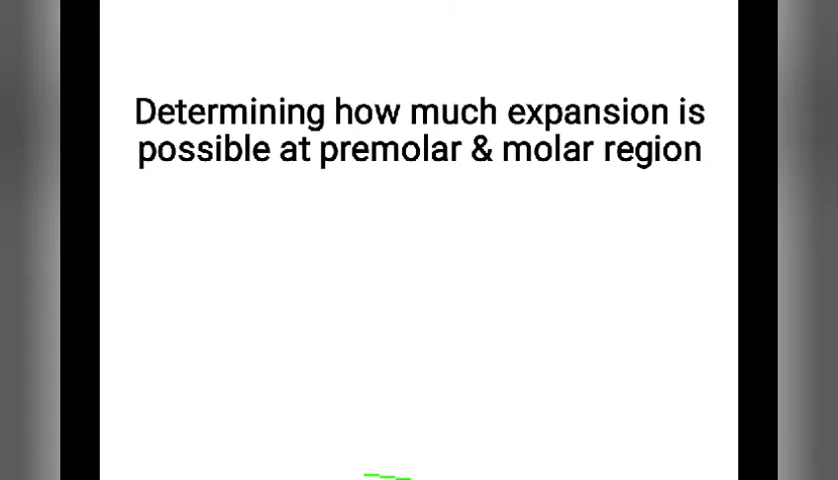 Determining how much expansion is
possible at premolar & molar region